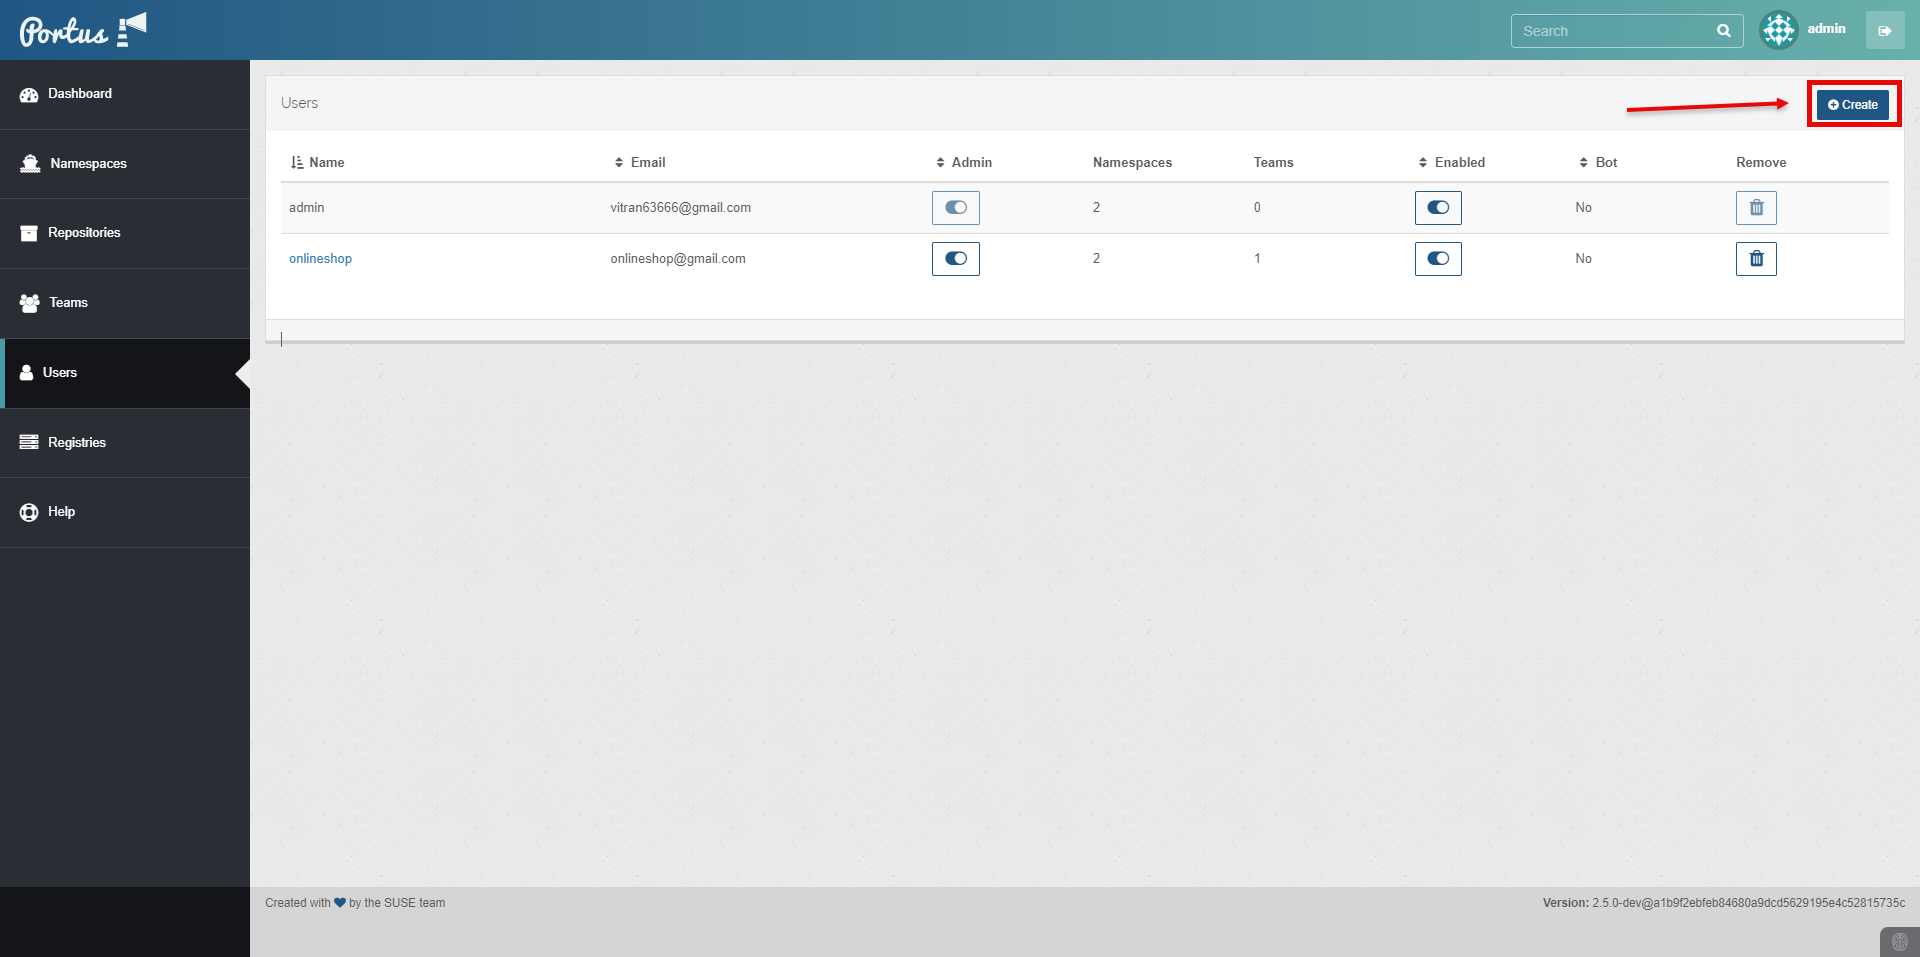 Portus
Search
admin
Dashboard
Namespaces
Repositories
Teams
Users
Registries
Help
Users
Create
Name Email Admin Namespaces Teams Enabled Bot Remove
admin vitran63666@gmail.com 2 0 No
onlineshop onlineshop@gmail.com 2 1 No
Created with by the SUSE team
Version: 2.5.0-dev@a1b9f2ebfeb84680a9dcd5629195e4c52815735c